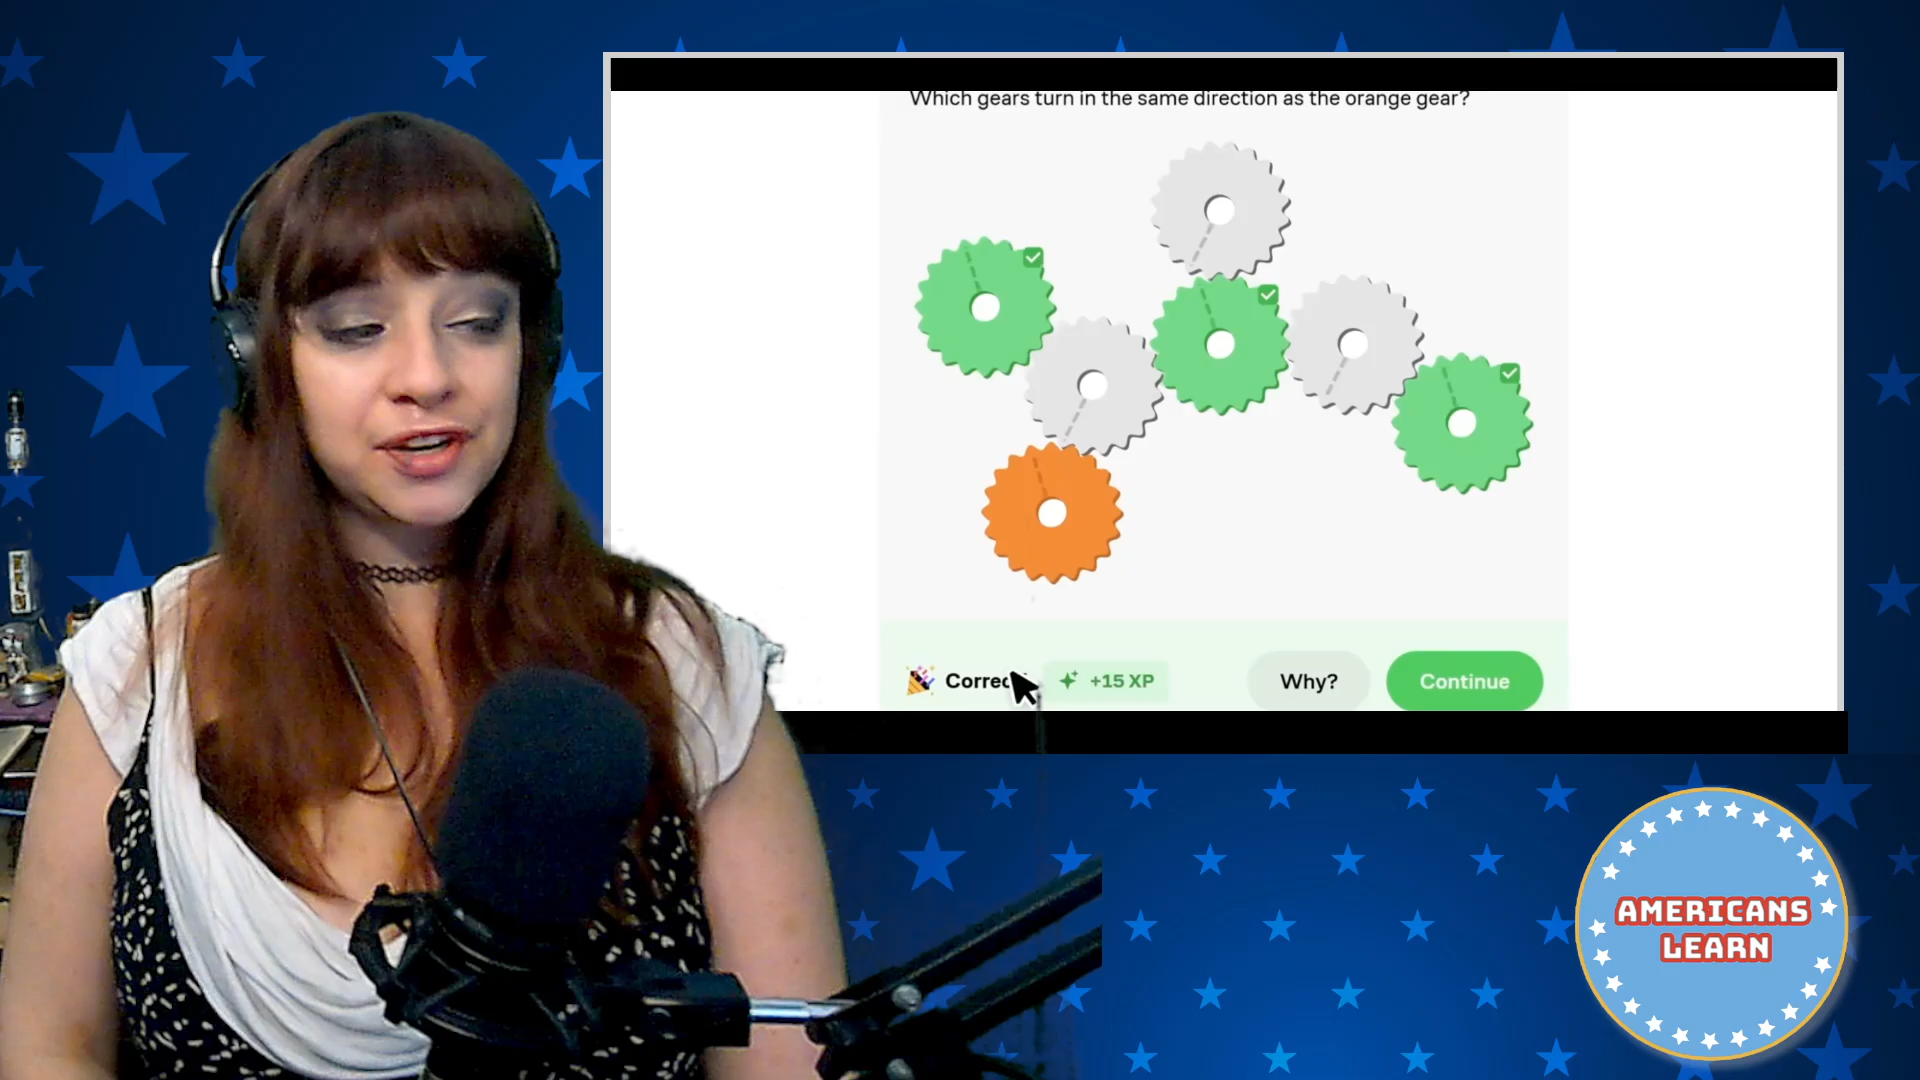 Which gears turn in the same direction as the orange gear?
+15 XP
Why?
Continue
AMERICANS
LEARN